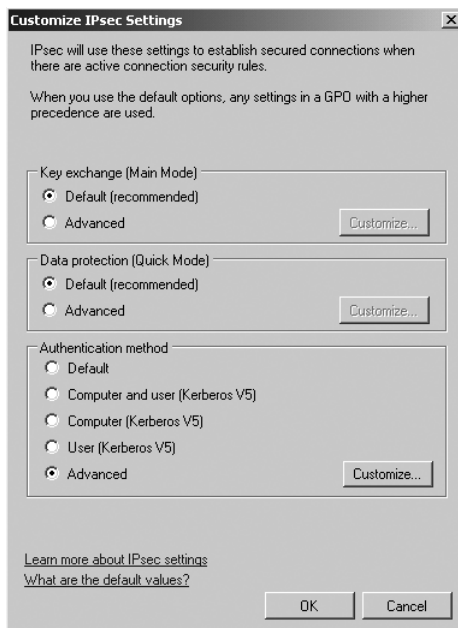 Customize IPsec Settings
IPsec will use these settings to establish secured connections when
there are active connection security rules.
When you use the default options, any settings in a GPO with a higher
precedence are used.
Key exchange (Main Mode)
Default (recommended)
Advanced
Customize...
Data protection (Quick Mode)
Default (recommended)
Advanced
Customize...
Authentication method
Default
Computer and user (Kerberos V5)
Computer (Kerberos V5)
User (Kerberos V5)
Advanced
Customize...
Learn more about IPsec settings
What are the default values?
OK
Cancel